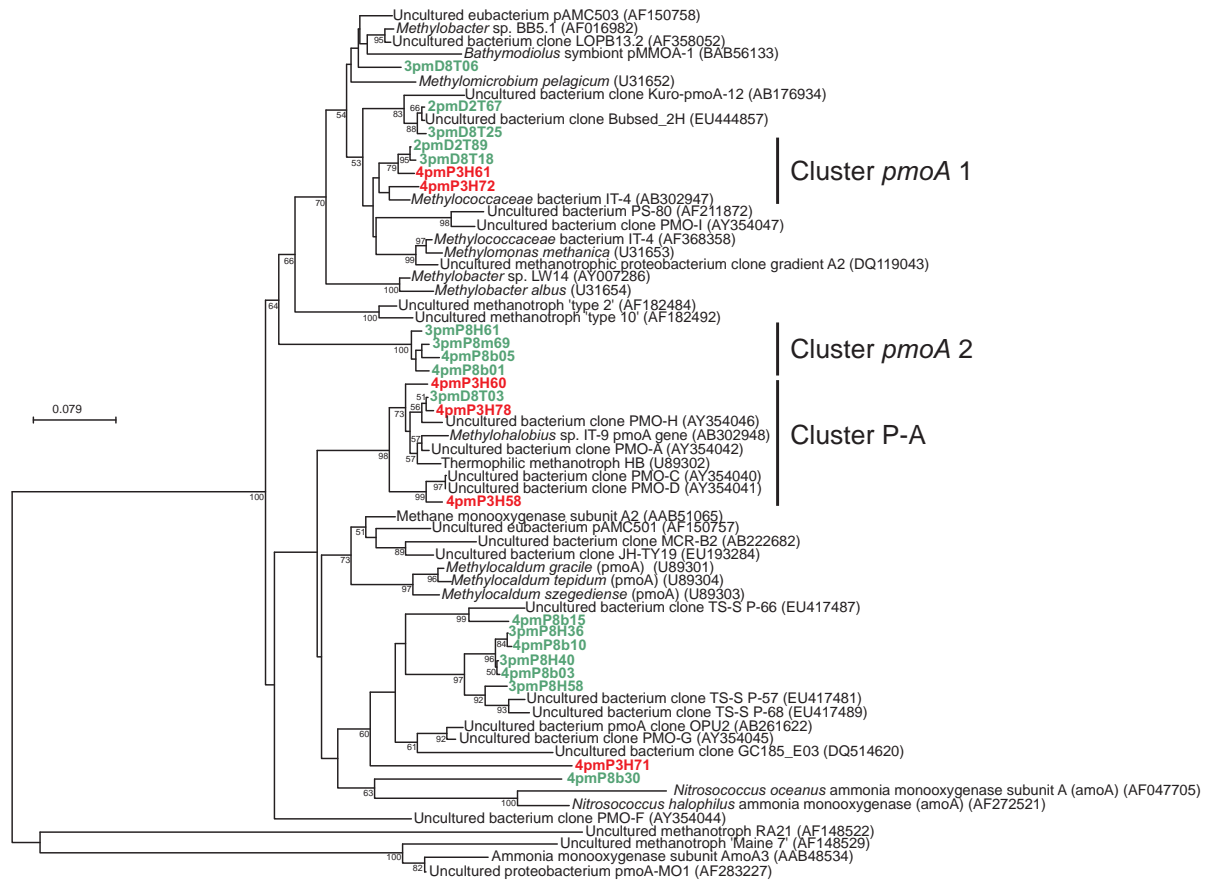 Uncultured eubacterium pAMC503 (AF150758)
Methylobacter sp. BB5.1 (AF016982)
95
Uncultured bacterium clone LOPB13.2 (AF358052)
Bathymodiolus symbiont pMMOA-1 (BAB56133)
3pmD8T06
Methylomicrobium pelagicum (U31652)
54
Uncultured bacterium clone Kuro-pmoA-12 (AB176934)
66
2pmD2T67
83
Uncultured bacterium clone Bubsed_2H (EU444857)
88
3pmD8T25
2pmD2T89
53
95
3pmD8T18
79
4pmP3H61
Cluster pmoA 1
4pmP3H72
Methylococcaceae bacterium IT-4 (AB302947)
70
Uncultured bacterium PS-80 (AF211872)
98
Uncultured bacterium clone PMO-I (AY354047)
97
Methylococcaceae bacterium IT-4 (AF368358)
Methylomonas methanica (U31653)
99
Uncultured methanotrophic proteobacterium clone gradient A2 (DQ119043)
66
Methylobacter sp. LW14 (AY007286)
100
Methylobacter albus (U31654)
64
Uncultured methanotroph 'type 2' (AF182484)
100
Uncultured methanotroph 'type 10' (AF182492)
3pmP8H61
3pmP8m69
100
4pmP8b05
Cluster pmoA 2
4pmP8b01
4pmP3H60
51
3pmD8T03
0.079
73
56
4pmP3H78
Uncultured bacterium clone PMO-H (AY354046)
57
Methylohalobius sp. IT-9 pmoA gene (AB302948)
Cluster P-A
Uncultured bacterium clone PMO-A (AY354042)
98
57
Thermophilic methanotroph HB (U89302)
Uncultured bacterium clone PMO-C (AY354040)
97
Uncultured bacterium clone PMO-D (AY354041)
99
4pmP3H58
100
Methane monooxygenase subunit A2 (AAB51065)
51
Uncultured eubacterium pAMC501 (AF150757)
Uncultured bacterium clone MCR-B2 (AB222682)
89
Uncultured bacterium clone JH-TY19 (EU193284)
73
Methylocaldum gracile (pmoA) (U89301)
96
Methylocaldum tepidum (pmoA) (U89304)
97
Methylocaldum szegediense (pmoA) (U89303)
Uncultured bacterium clone TS-S P-66 (EU417487)
99
4pmP8b15
3pmP8H36
84
4pmP8b10
96
3pmP8H40
50
4pmP8b03
97
3pmP8H58
92
Uncultured bacterium clone TS-S P-57 (EU417481)
93
Uncultured bacterium clone TS-S P-68 (EU417489)
60
Uncultured bacterium pmoA clone OPU2 (AB261622)
92
Uncultured bacterium clone PMO-G (AY354045)
61
Uncultured bacterium clone GC185_E03 (DQ514620)
4pmP3H71
4pmP8b30
63
Nitrosococcus oceanus ammonia monooxygenase subunit A (amoA) (AF047705)
100
Nitrosococcus halophilus ammonia monooxygenase (amoA) (AF272521)
Uncultured bacterium clone PMO-F (AY354044)
Uncultured methanotroph RA21 (AF148522)
Uncultured methanotroph 'Maine 7' (AF148529)
100
Ammonia monooxygenase subunit AmoA3 (AAB48534)
82
Uncultured proteobacterium pmoA-MO1 (AF283227)